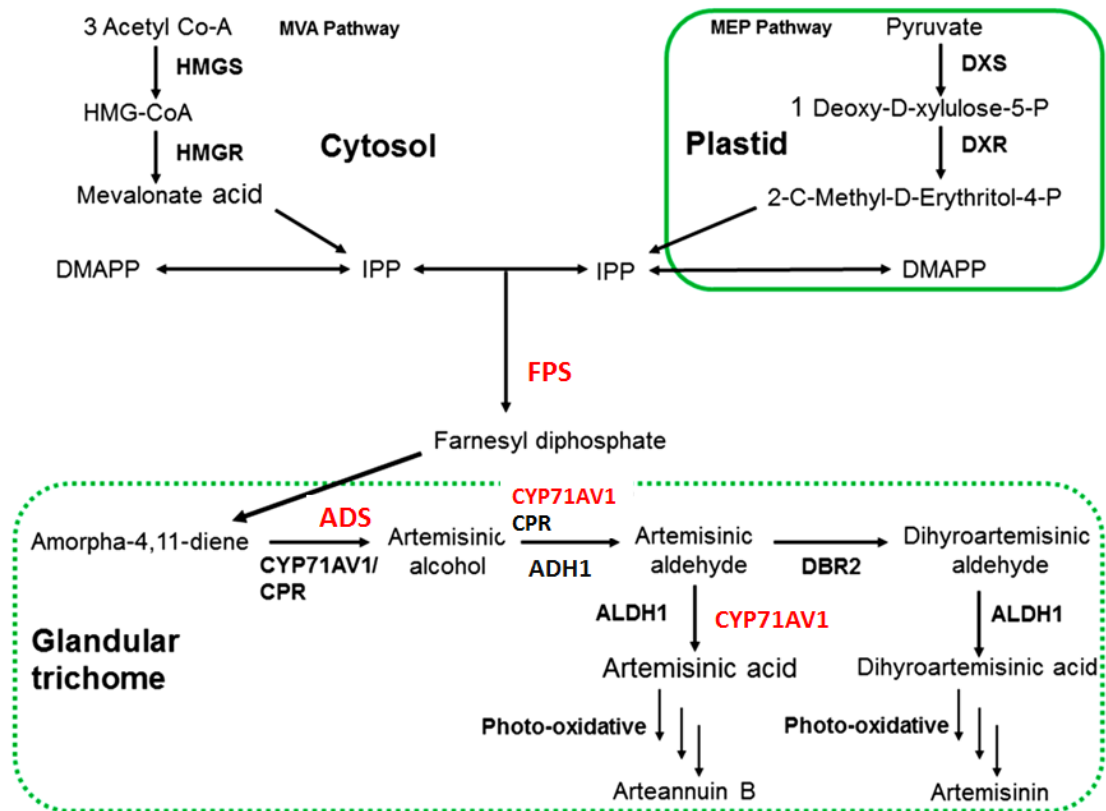 3 Acetyl Co-A
MVA Pathway
MEP Pathway
Pyruvate
HMGS
DXS
HMG-CoA
1 Deoxy-D-xylulose-5-P
Cytosol
Plastid
HMGR
DXR
Mevalonate acid
2-C-Methyl-D-Erythritol-4-P
DMAPP
IPP
IPP
DMAPP
FPS
Farnesyl diphosphate
CYP71AV1
CPR
ADS
Amorpha-4,11-diene
CYP71AV1/
CPR
Artemisinic
alcohol
ADH1
Artemisinic
aldehyde
DBR2
Dihyroartemisinic
aldehyde
ALDH1
CYP71AV1
ALDH1
Glandular
trichome
Artemisinic acid
Dihyroartemisinic acid
Photo-oxidative
Photo-oxidative
Arteannuin B
Artemisinin